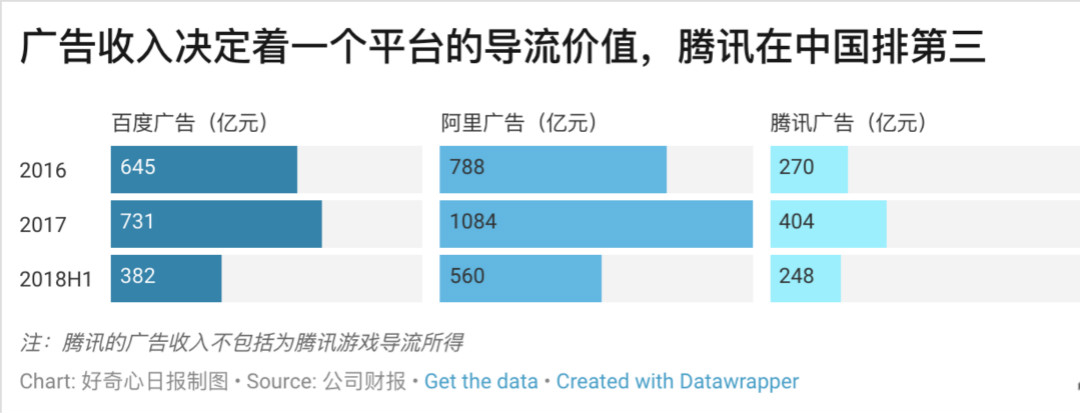 广告收入决定着一个平台的导流价值，腾讯在中国排第三
百度广告（亿元） 阿里广告（亿元） 腾讯广告（亿元）
2016 645 788 270
2017 731 1084 404
2018H1 382 560 248
注：腾讯的广告收入不包括为腾讯游戏导流所得
Chart: 好奇心日报制图 • Source: 公司财报 • Get the data • Created with Datawrapper